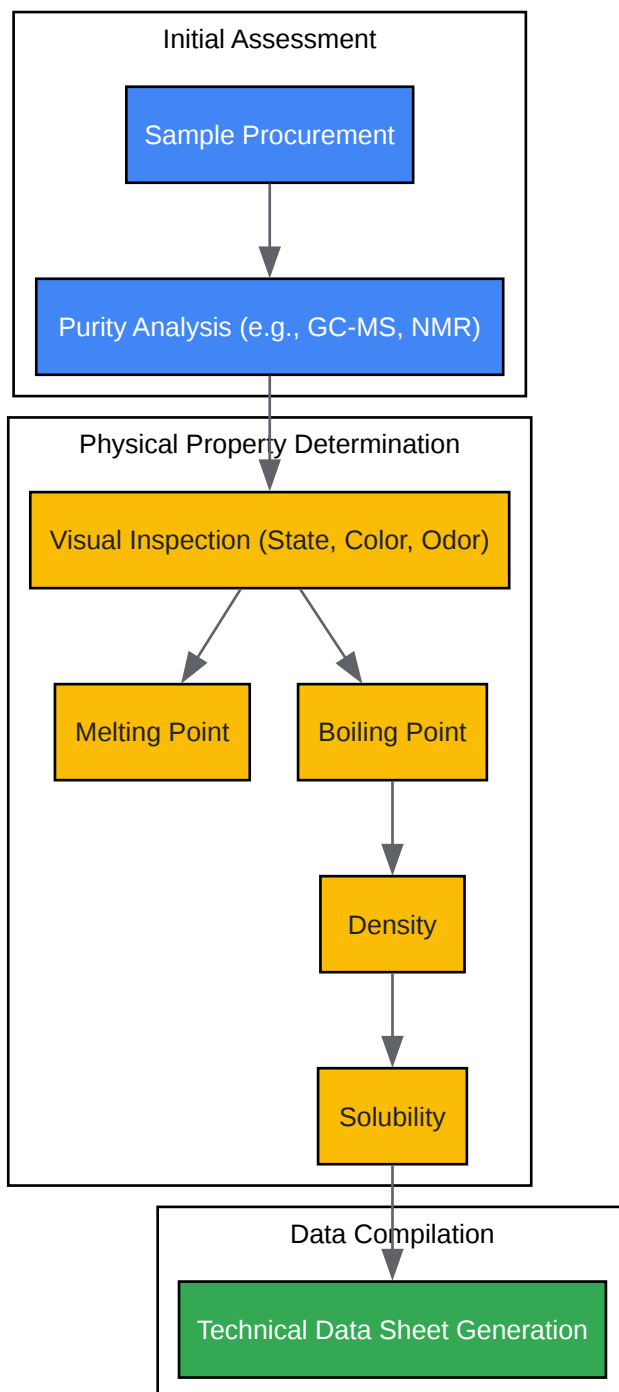 Initial Assessment
Sample Procurement
Purity Analysis (e.g., GC-MS, NMR)
Physical Property Determination
Visual Inspection (State, Color, Odor)
Melting Point
Boiling Point
Density
Solubility
Data Compilation
Technical Data Sheet Generation